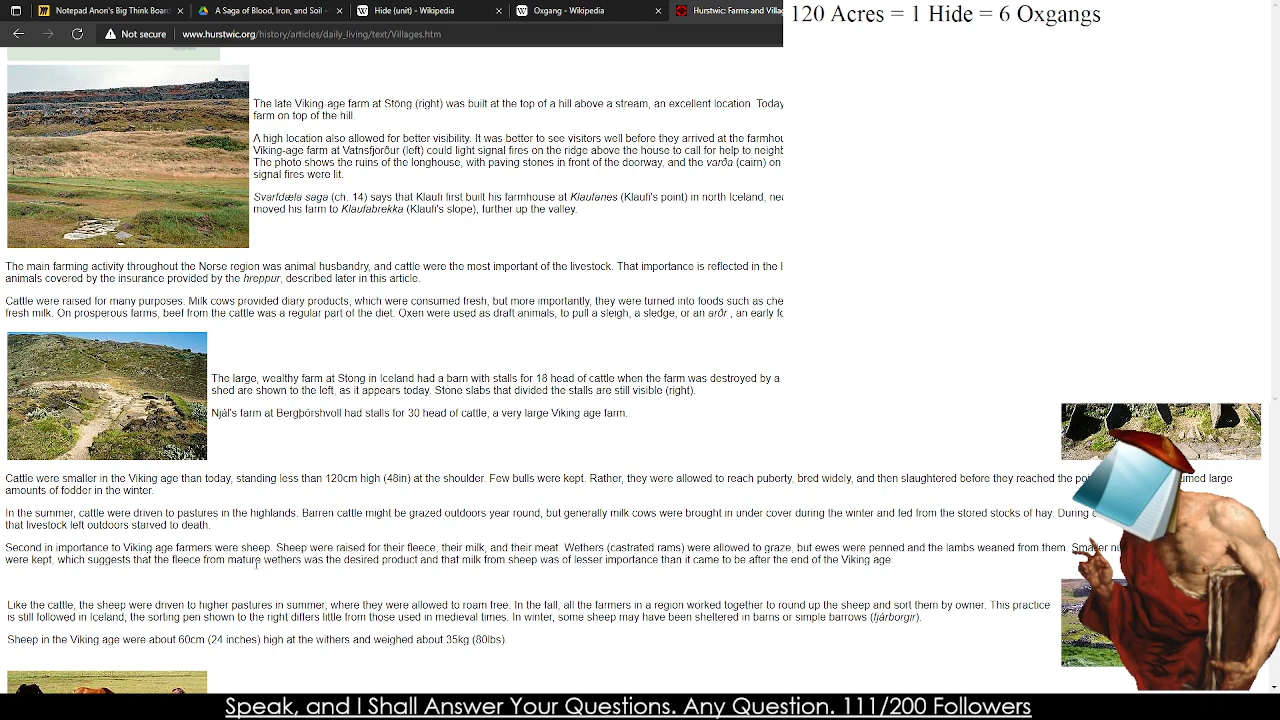 Notepad Anon's Big Think Board
A Saga of Blood, Iron, and Soil -
Hide (unit) - Wikipedia
Oxgang - Wikipedia
Hurstwic: Farms and Villag
120 Acres = 1 Hide = 6 Oxgangs
Not secure
www.hurstwic.org/history/articles/daily_living/text/Villages.htm
The late Viking-age farm at Stöng (right) was built at the top of a hill above a stream, an excellent location. Today
farm on top of the hill.
A high location also allowed for better visibility. It was better to see visitors well before they arrived at the farmhou
Viking-age farm at Vatnsfjörður (left) could light signal fires on the ridge above the house to call for help to neight
The photo shows the ruins of the longhouse, with paving stones in front of the doorway, and the varða (cairn) on
signal fires were lit.
Svarfdæla saga (ch. 14) says that Klaufi first built his farmhouse at Klaufanes (Klaufi's point) in north Iceland, nea
moved his farm to Klaufabrekka (Klaufi's slope), further up the valley.
The main farming activity throughout the Norse region was animal husbandry, and cattle were the most important of the livestock. That importance is reflected in the l
animals covered by the insurance provided by the hreppur, described later in this article.
Cattle were raised for many purposes. Milk cows provided diary products, which were consumed fresh, but more importantly, they were turned into foods such as che
fresh milk. On prosperous farms, beef from the cattle was a regular part of the diet. Oxen were used as draft animals, to pull a sleigh, a sledge, or an arðr , an early fo
The large, wealthy farm at Stöng in Iceland had a barn with stalls for 18 head of cattle when the farm was destroyed by a
shed are shown to the left, as it appears today. Stone slabs that divided the stalls are still visible (right).
Njál's farm at Bergþórshvoll had stalls for 30 head of cattle, a very large Viking age farm.
Cattle were smaller in the Viking age than today, standing less than 120cm high (48in) at the shoulder. Few bulls were kept. Rather, they were allowed to reach puberty, bred widely, and then slaughtered before they reached the poi umed large
amounts of fodder in the winter.
In the summer, cattle were driven to pastures in the highlands. Barren cattle might be grazed outdoors year round, but generally milk cows were brought in under cover during the winter and fed from the stored stocks of hay. During
that livestock left outdoors starved to death.
Second in importance to Viking age farmers were sheep. Sheep were raised for their fleece, their milk, and their meat. Wethers (castrated rams) were allowed to graze, but ewes were penned and the lambs weaned from them. Smaller nu
were kept, which suggests that the fleece from mature wethers was the desired product and that milk from sheep was of lesser importance than it came to be after the end of the Viking age.
Like the cattle, the sheep were driven to higher pastures in summer, where they were allowed to roam free. In the fall, all the farmers in a region worked together to round up the sheep and sort them by owner. This practice
is still followed in Iceland; the sorting pen shown to the right differs little from those used in medieval times. In winter, some sheep may have been sheltered in barns or simple barrows (fjárborgir).
Sheep in the Viking age were about 60cm (24 inches) high at the withers and weighed about 35kg (80lbs).
Speak, and I Shall Answer Your Questions. Any Question. 111/200 Followers